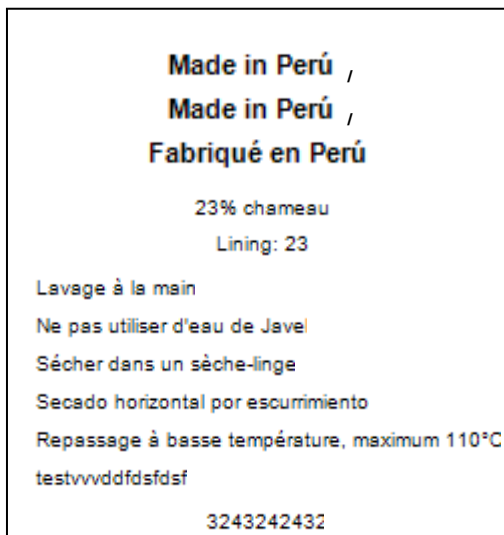 Made in Perú /
Made in Perú /
Fabriqué en Perú
23% chameau
Lining: 23
Lavage à la main
Ne pas utiliser d'eau de Javel
Sécher dans un sèche-linge
Secado horizontal por escurrimiento
Repassage à basse température, maximum 110°C
testvvvddfdsfdsf
3243242432